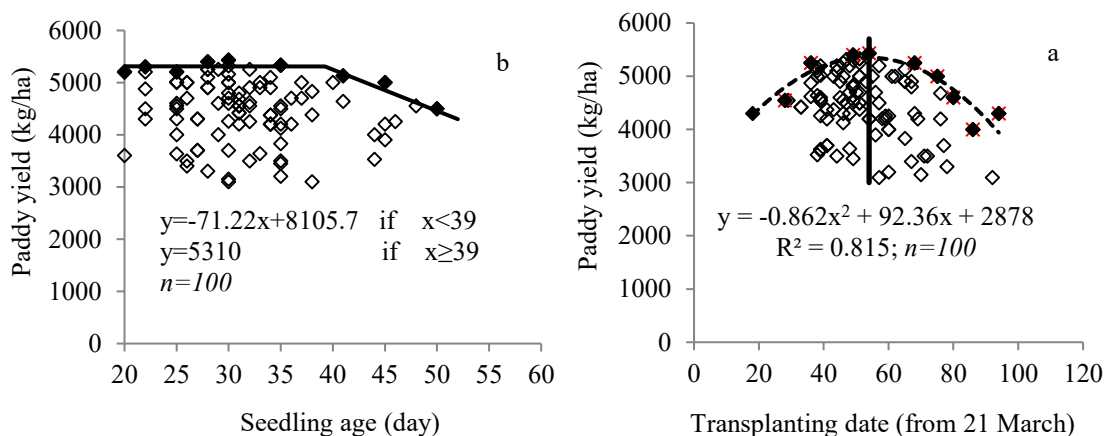 6000
5000
4000
3000
2000
1000
0
20 25 30 35 40 45 50 55 60
Paddy yield (kg/ha)
Seedling age (day)
b
y=-71.22x+8105.7 if x<39
y=5310 if x≥39
n=100
6000
5000
4000
3000
2000
1000
0
0 20 40 60 80 100 120
Paddy yield (kg/ha)
Transplanting date (from 21 March)
a
y = -0.862x² + 92.36x + 2878
R² = 0.815; n=100